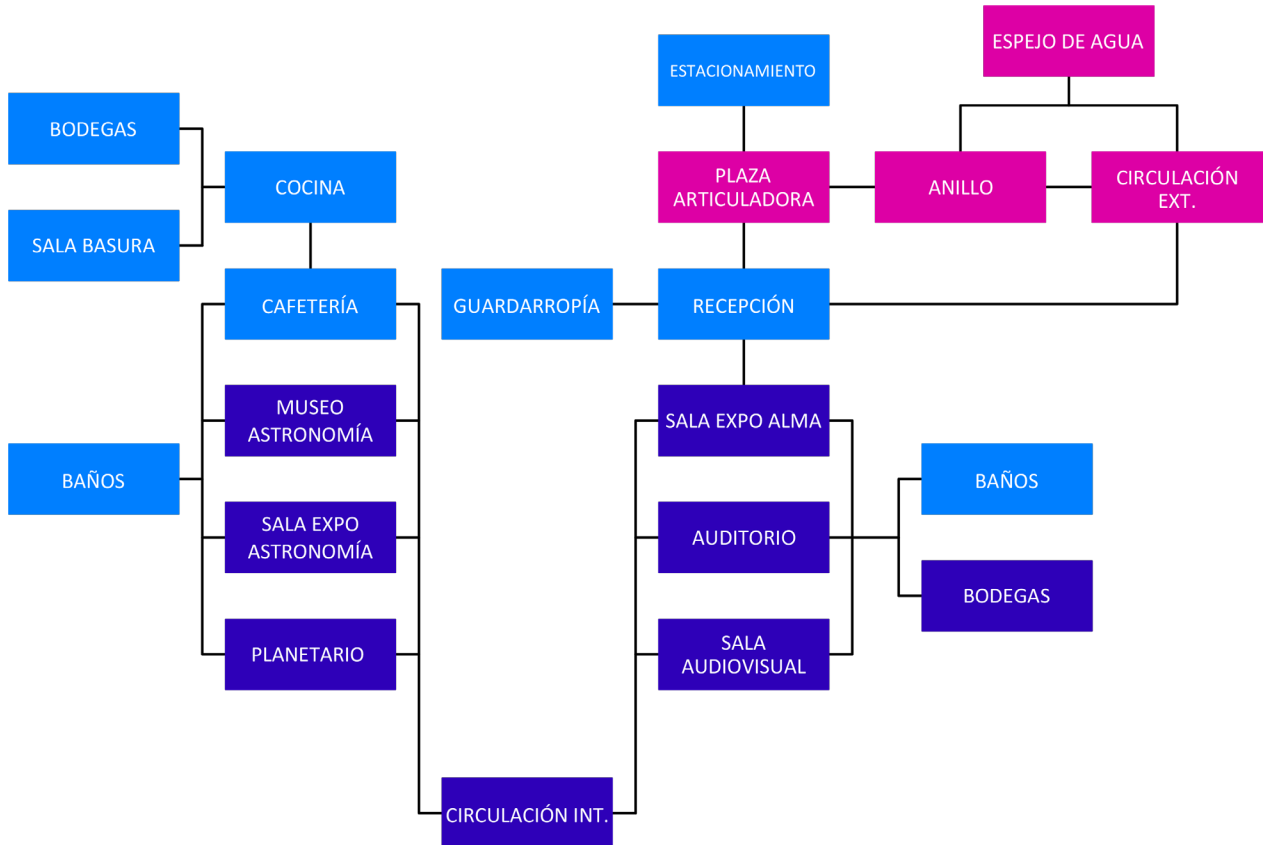 ESPEJO DE AGUA
ESTACIONAMIENTO
BODEGAS
COCINA
PLAZA
ARTICULADORA
ANILLO
CIRCULACIÓN
EXT.
SALA BASURA
CAFETERÍA
GUARDARROPÍA
RECEPCIÓN
MUSEO
ASTRONOMÍA
SALA EXPO ALMA
BAÑOS
BAÑOS
SALA EXPO
ASTRONOMÍA
AUDITORIO
BODEGAS
PLANETARIO
SALA
AUDIOVISUAL
CIRCULACIÓN INT.